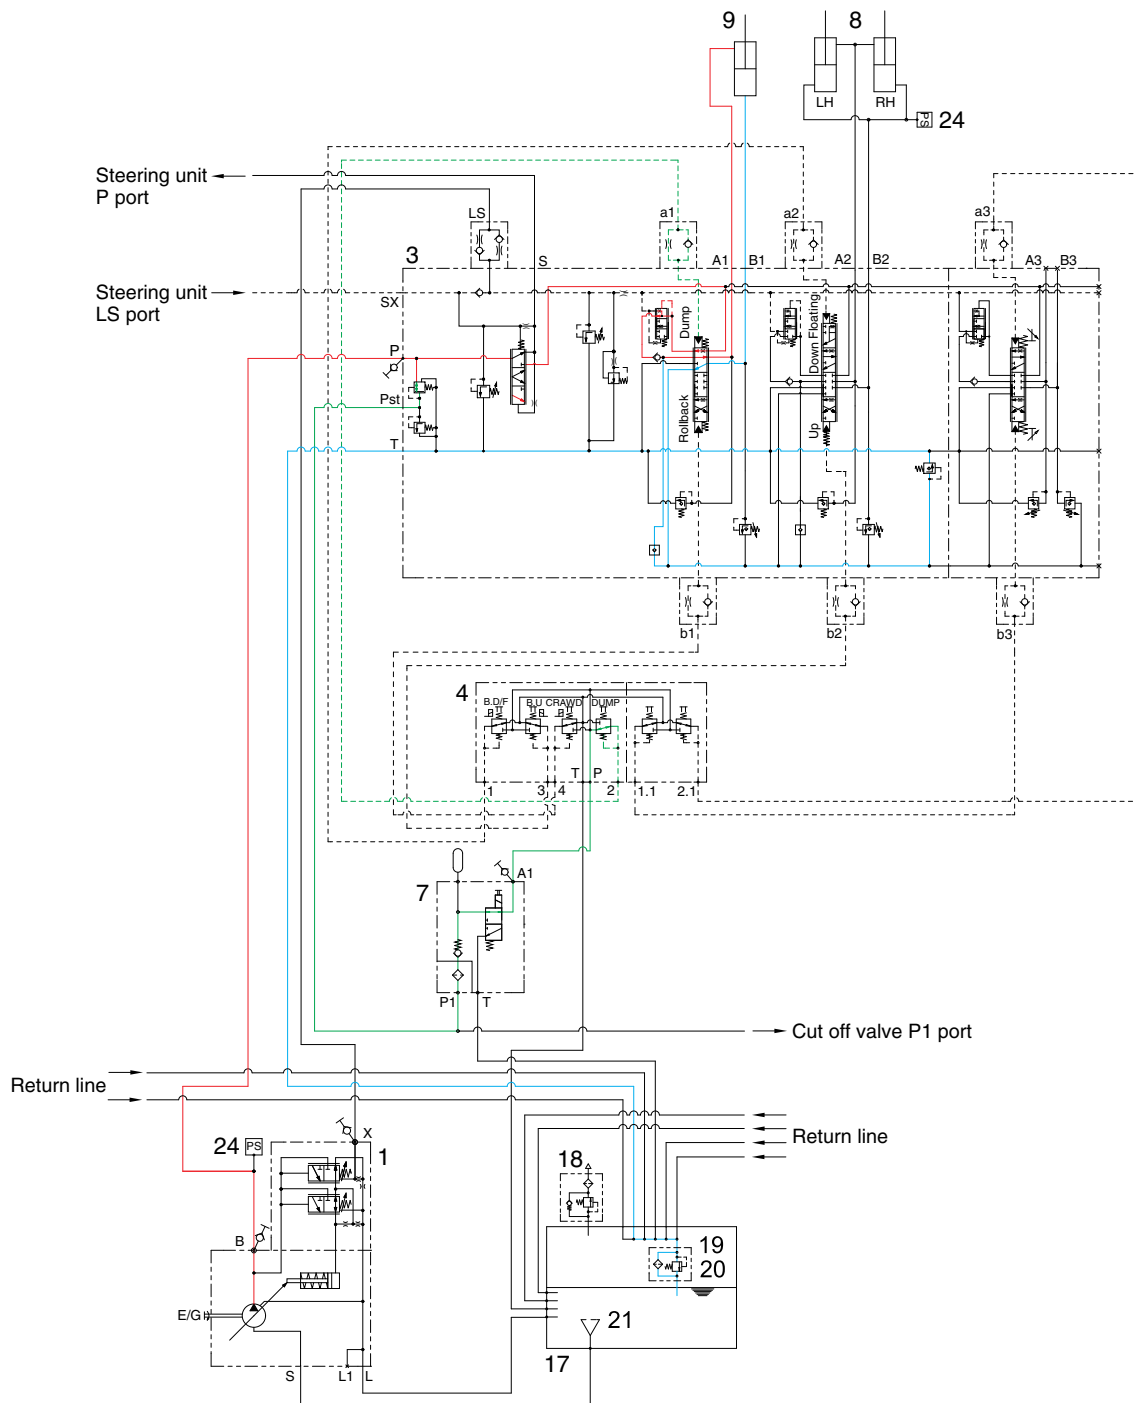 9
8
LH
RH
PS
24
Steering unit
P port
LS
a1
a2
a3
3
S
A1
B1
A2
B2
A3
B3
Steering unit
LS port
SX
Dump
Down Floating
P
Pst
Rollback
Up
T
b1
b2
b3
4
B.D/F
B.U
CRAWD
DUMP
T
P
1
3
4
2
1.1
2.1
7
A1
P1
T
Cut off valve P1 port
Return line
Return line
24
PS
X
1
18
B
19
20
E/G
21
17
S
L1
L